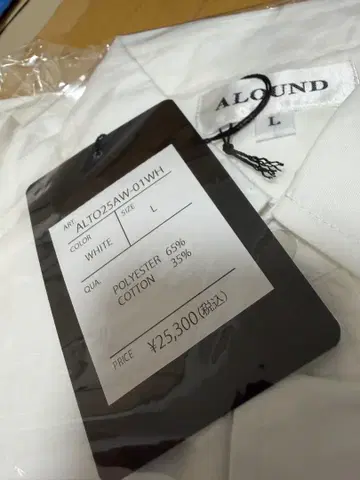 ALOUND
L
ART. ALTO25AW-01WH
COLOR SIZE
WHITE L
QUA. POLYESTER 65%
COTTON 35%
PRICE ¥25,300(税込)